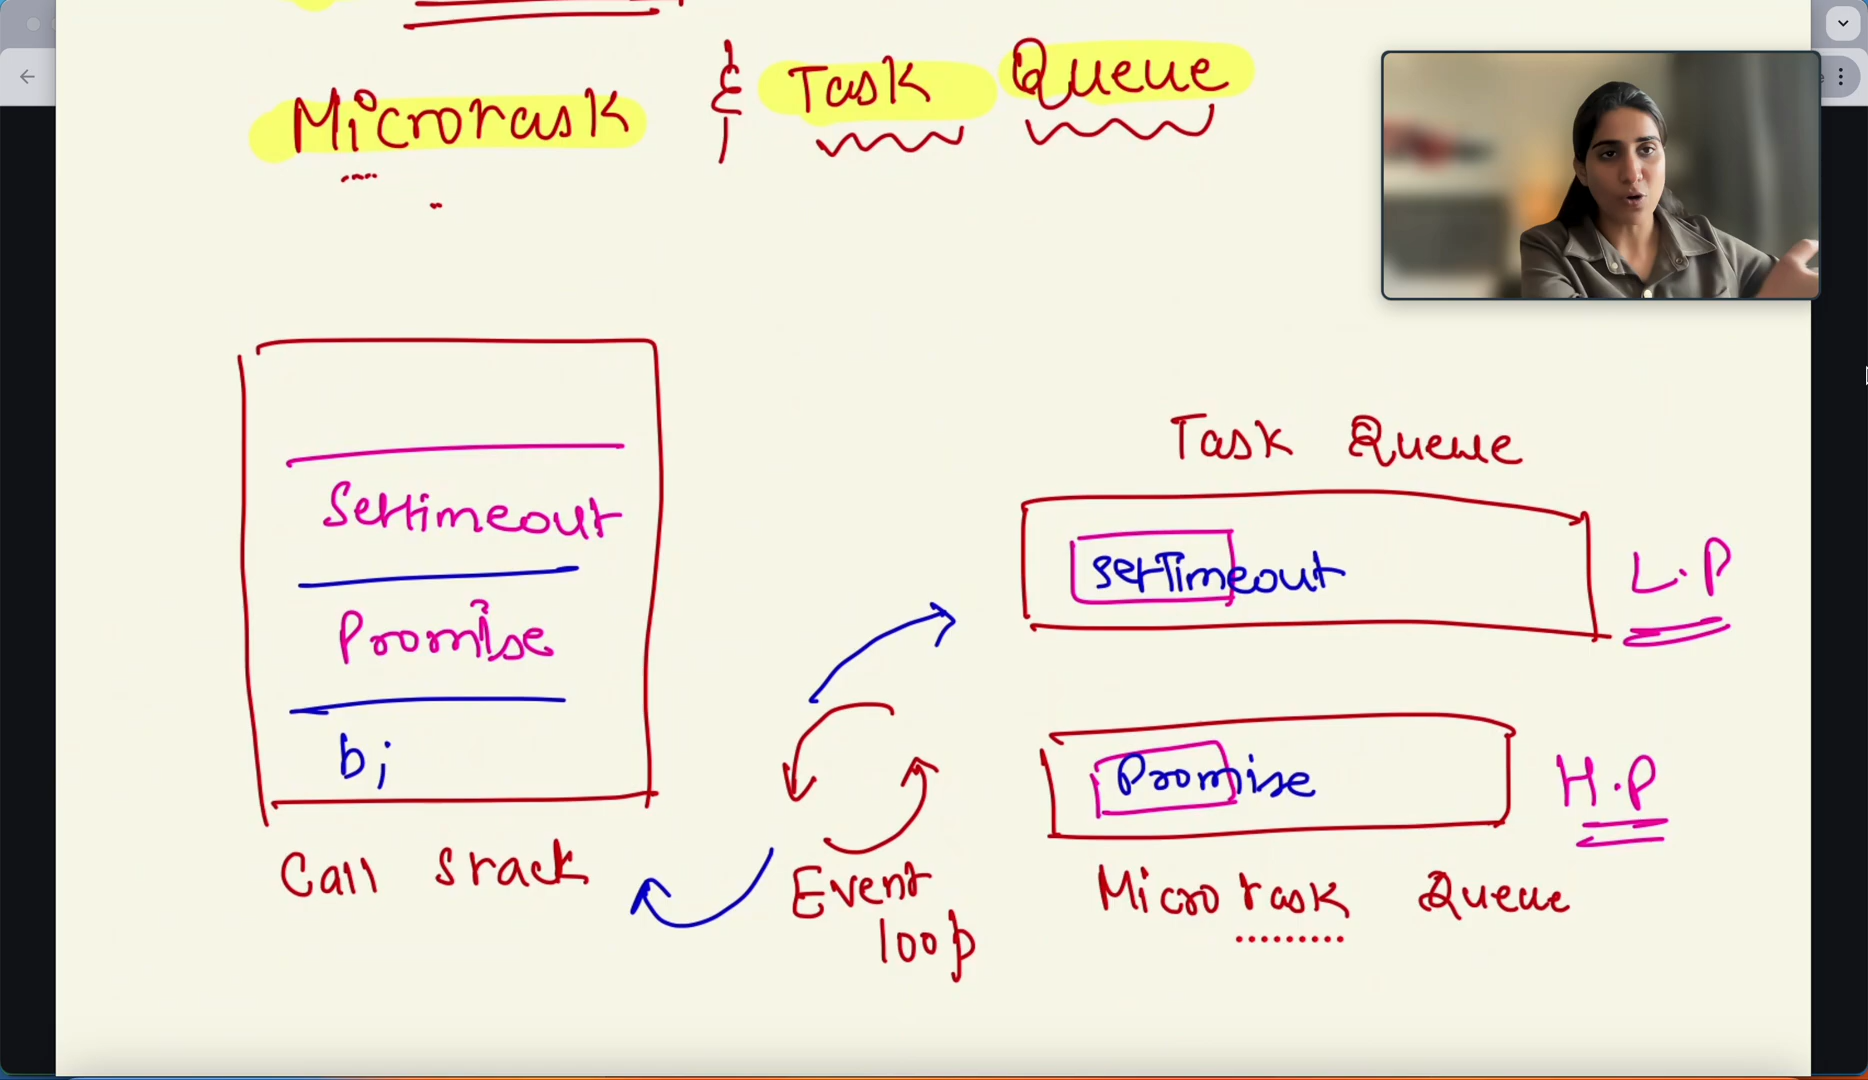 Microtask & Task Queue
Settimeout
Promise
b;
Call Stack
Event
loop
Task Queue
SetTimeout
L.P
Promise
H.P
Microtask Queue